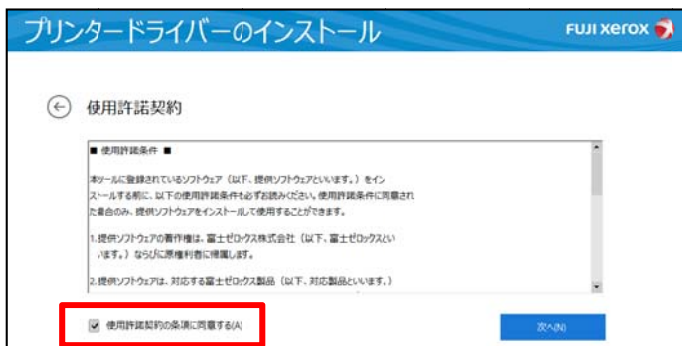 プリンタードライバーのインストール
FUJI xerox
使用許諾契約
■ 使用許諾条件 ■
本ツールに登録されているソフトウェア（以下、提供ソフトウェアといいます。）をイン
ストールする前に、以下の使用許諾条件を必ずお読みください。使用許諾条件に同意され
た場合のみ、提供ソフトウェアをインストールして使用することができます。
1.提供ソフトウェアの著作権は、富士ゼロックス株式会社（以下、富士ゼロックスとい
います。）ならびに原権利者に帰属します。
2.提供ソフトウェアは、対応する富士ゼロックス製品（以下、対応製品といいます。）
使用許諾契約の条項に同意する(A)
次へ(N)